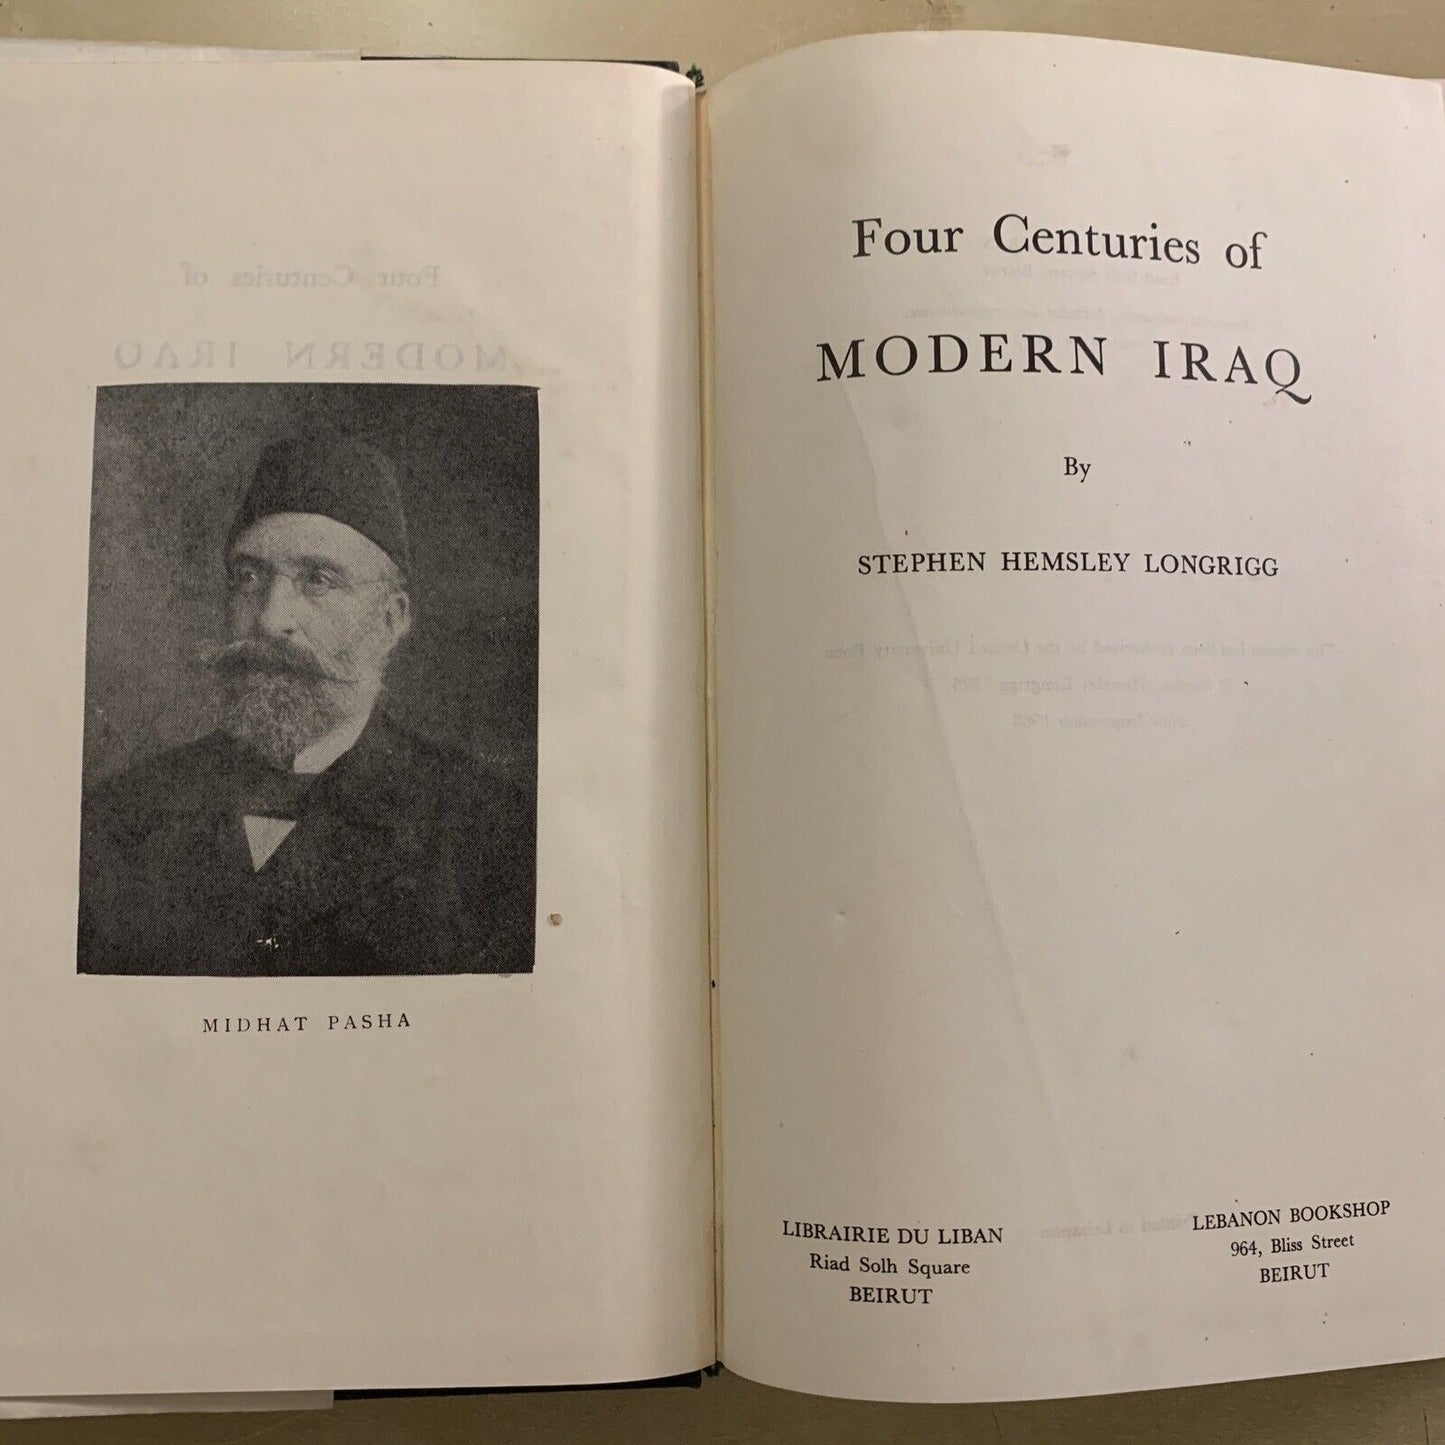 MIDHAT PASHA
Four Centuries of
MODERN IRAQ
By
STEPHEN HEMSLEY LONGRIGG
LIBRAIRIE DU LIBAN
Riad Solh Square
BEIRUT
LEBANON BOOKSHOP
964, Bliss Street
BEIRUT